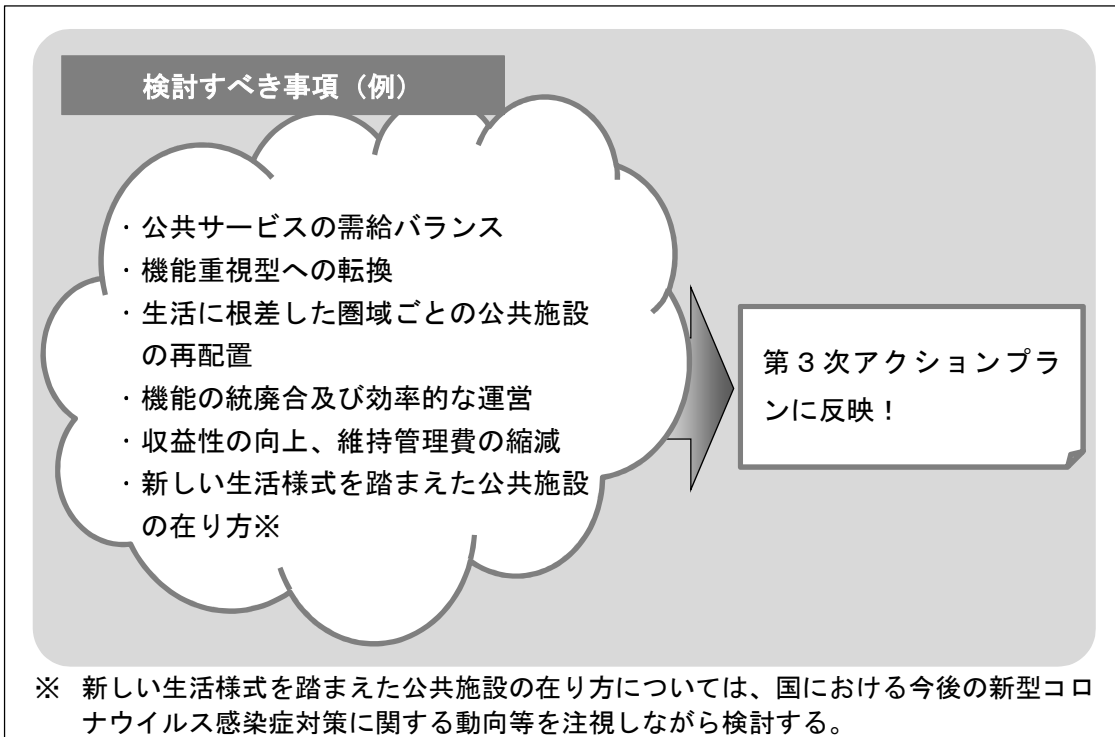 検討すべき事項（例）
・公共サービスの需給バランス
・機能重視型への転換
・生活に根差した圏域ごとの公共施設
の再配置
・機能の統廃合及び効率的な運営
・収益性の向上、維持管理費の縮減
・新しい生活様式を踏まえた公共施設
の在り方※
第３次アクションプラ
ンに反映！
※　新しい生活様式を踏まえた公共施設の在り方については、国における今後の新型コロ
ナウイルス感染症対策に関する動向等を注視しながら検討する。